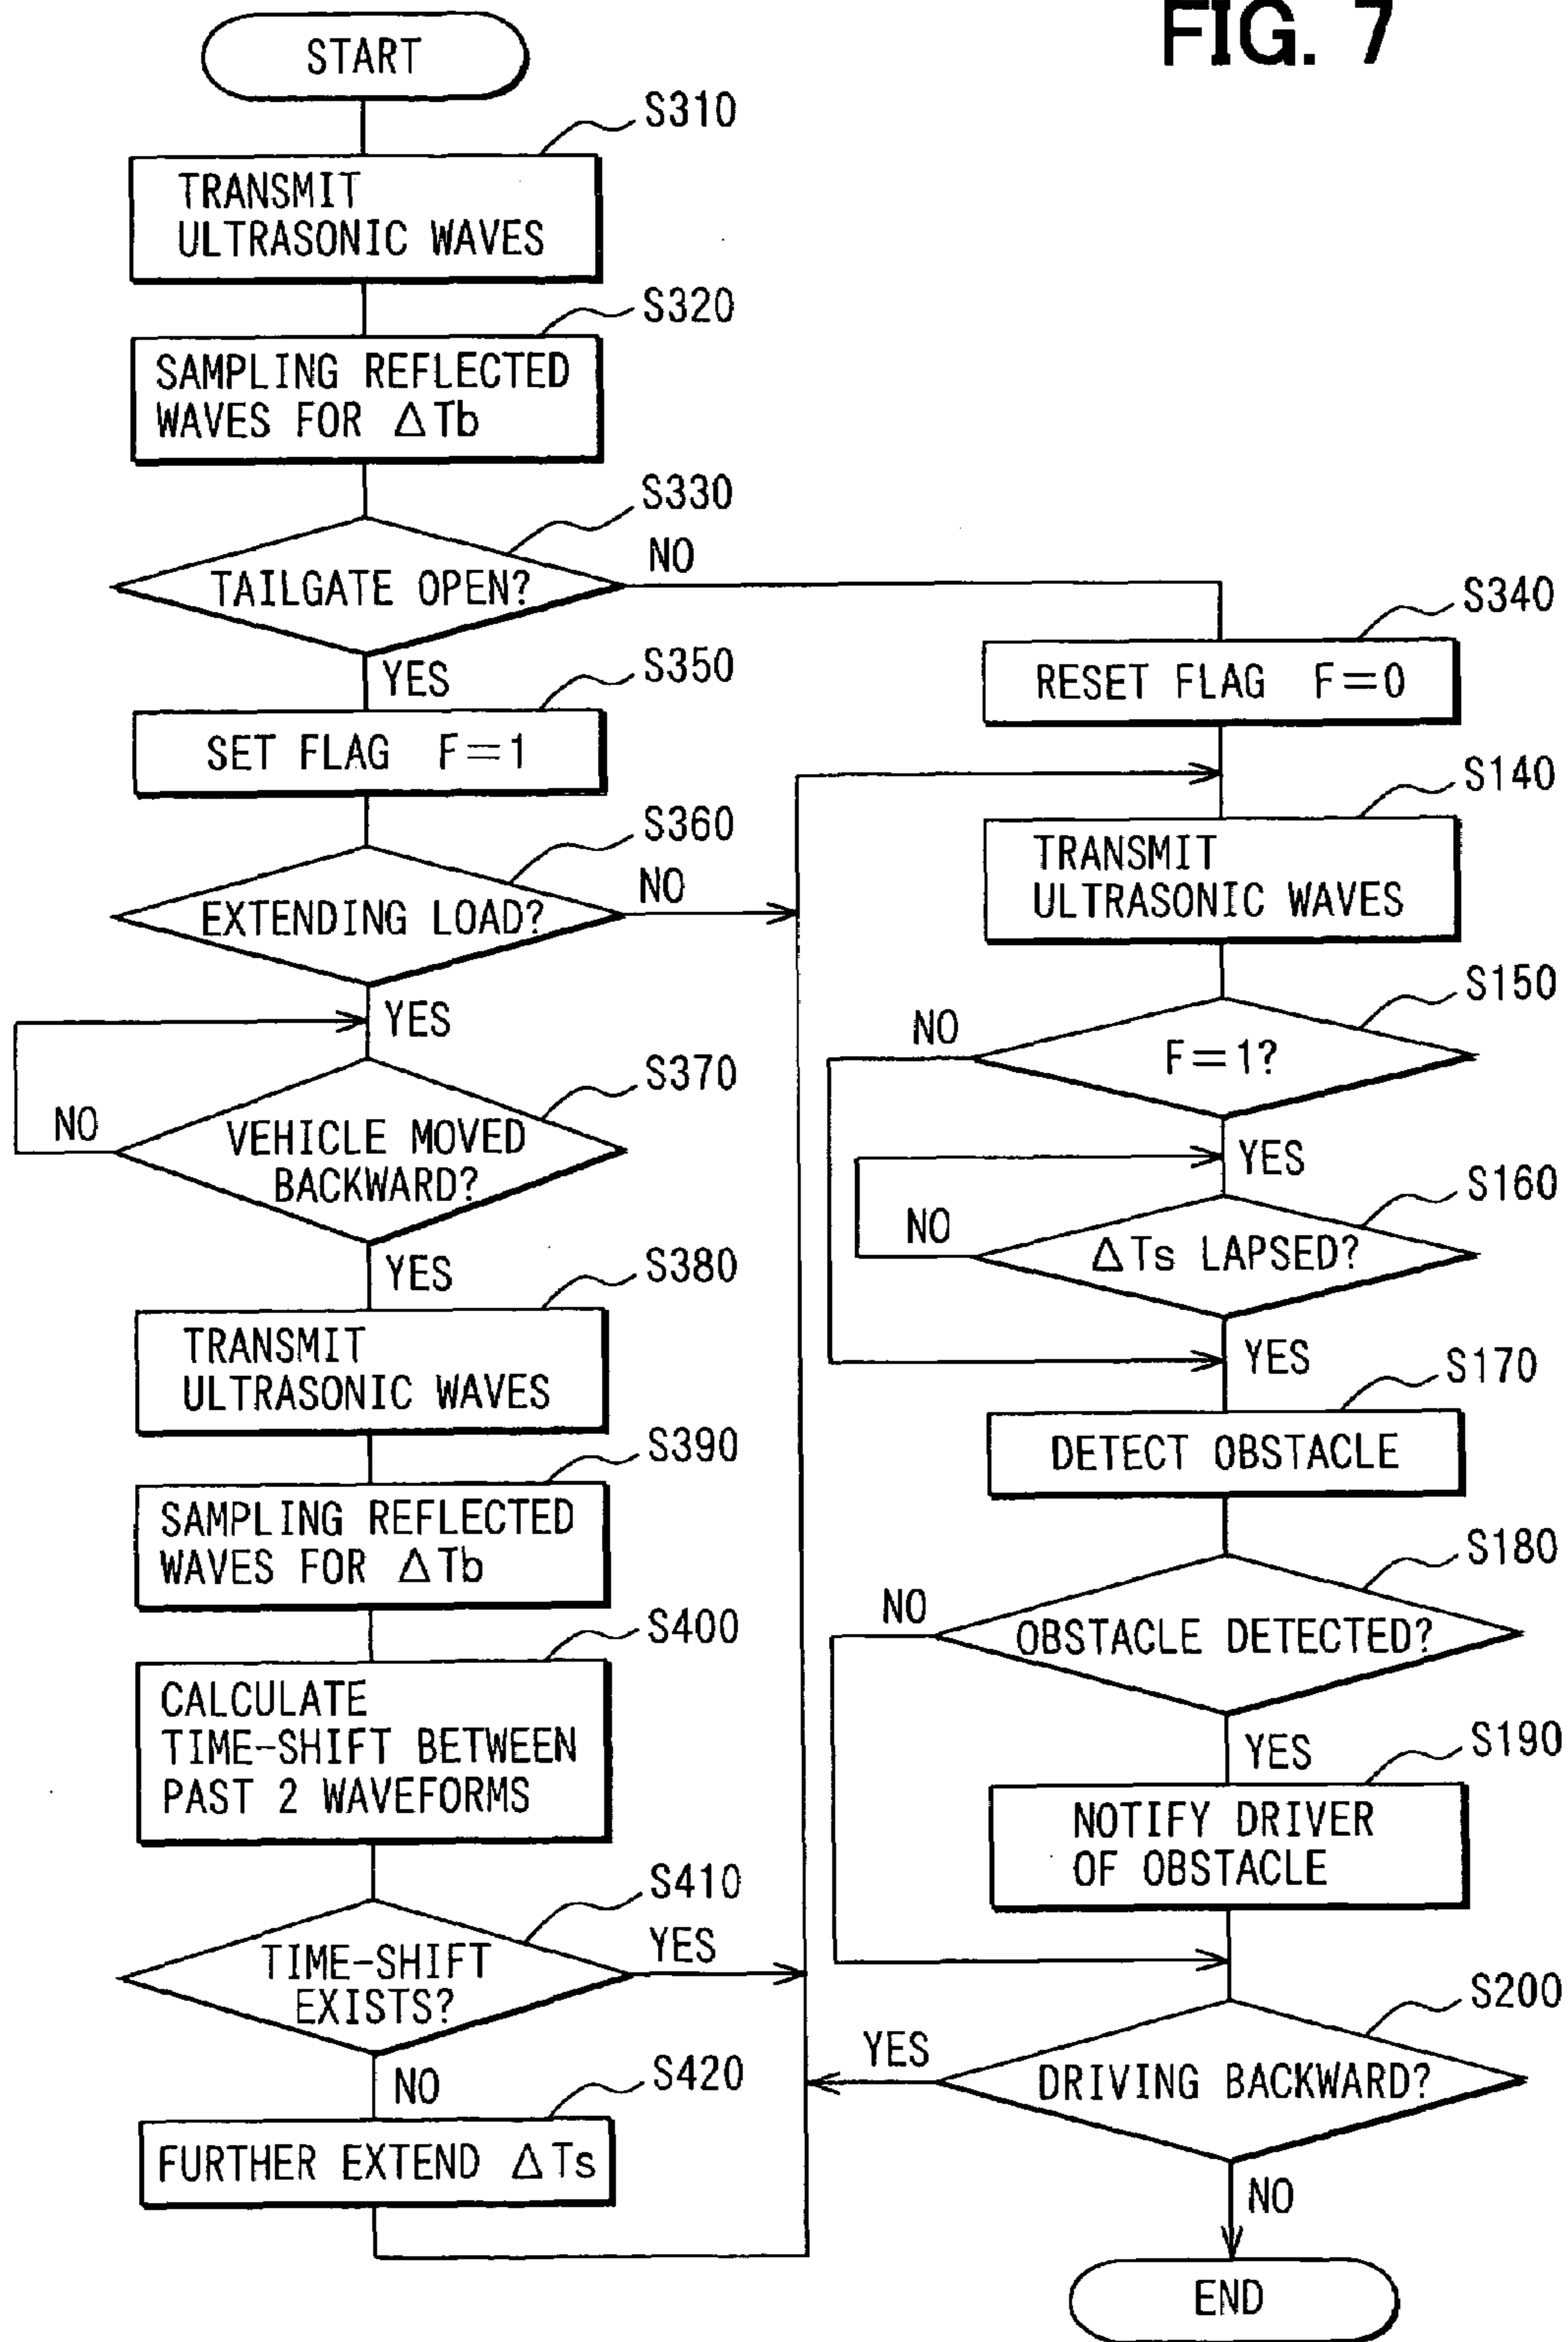 FIG. 7
START
S310
TRANSMIT
ULTRASONIC WAVES
S320
SAMPLING REFLECTED
WAVES FOR ΔTb
S330
TAILGATE OPEN?
NO
YES
S340
RESET FLAG F=0
S350
SET FLAG F=1
S360
EXTENDING LOAD?
NO
YES
S370
VEHICLE MOVED
BACKWARD?
NO
YES
S380
TRANSMIT
ULTRASONIC WAVES
S390
SAMPLING REFLECTED
WAVES FOR ΔTb
S400
CALCULATE
TIME-SHIFT BETWEEN
PAST 2 WAVEFORMS
S410
TIME-SHIFT
EXISTS?
YES
NO
S420
FURTHER EXTEND ΔTs
S140
TRANSMIT
ULTRASONIC WAVES
S150
F=1?
NO
YES
S160
ΔTs LAPSED?
NO
YES
S170
DETECT OBSTACLE
S180
OBSTACLE DETECTED?
NO
YES
S190
NOTIFY DRIVER
OF OBSTACLE
S200
DRIVING BACKWARD?
YES
NO
END